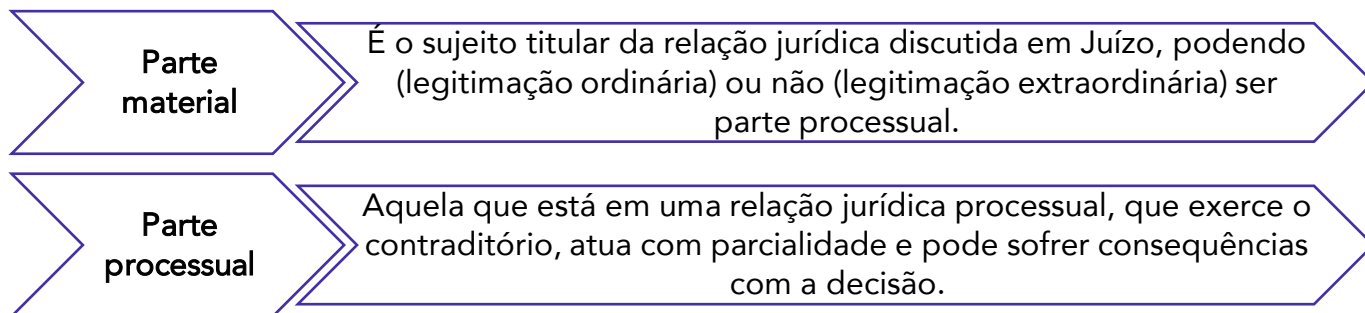 Parte
material
É o sujeito titular da relação jurídica discutida em Juízo, podendo
(legitimação ordinária) ou não (legitimação extraordinária) ser
parte processual.
Parte
processual
Aquela que está em uma relação jurídica processual, que exerce o
contraditório, atua com parcialidade e pode sofrer consequências
com a decisão.